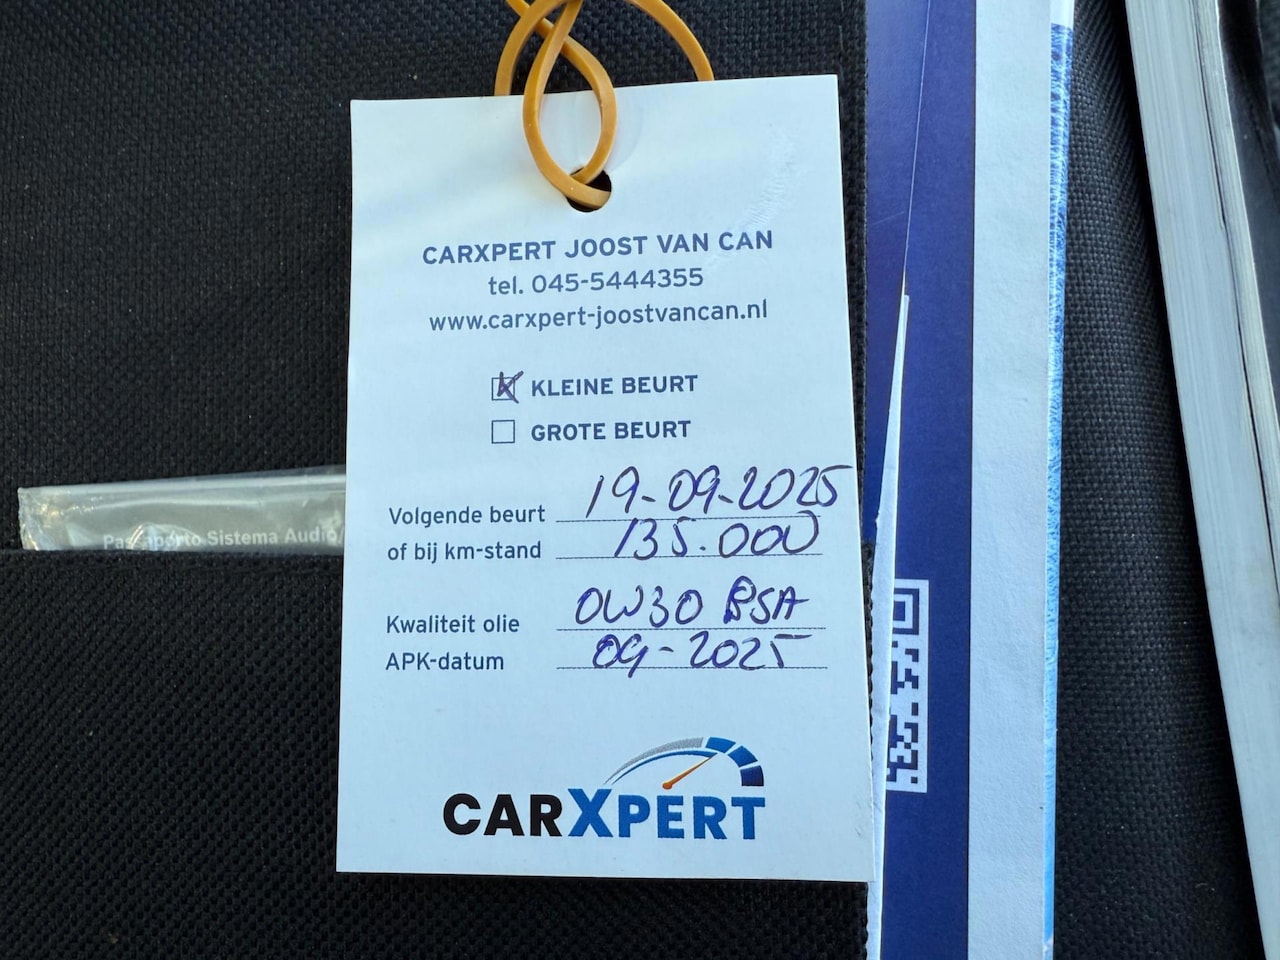 CARXPERT JOOST VAN CAN
tel. 045-5444355
www.carxpert-joostvancan.nl
KLEINE BEURT
GROTE BEURT
Volgende beurt 19-09-2025
of bij km-stand 135.000
Kwaliteit olie 0W30 PSA
APK-datum 09-2025
CARXPERT
Passaporto Sistema Audio/